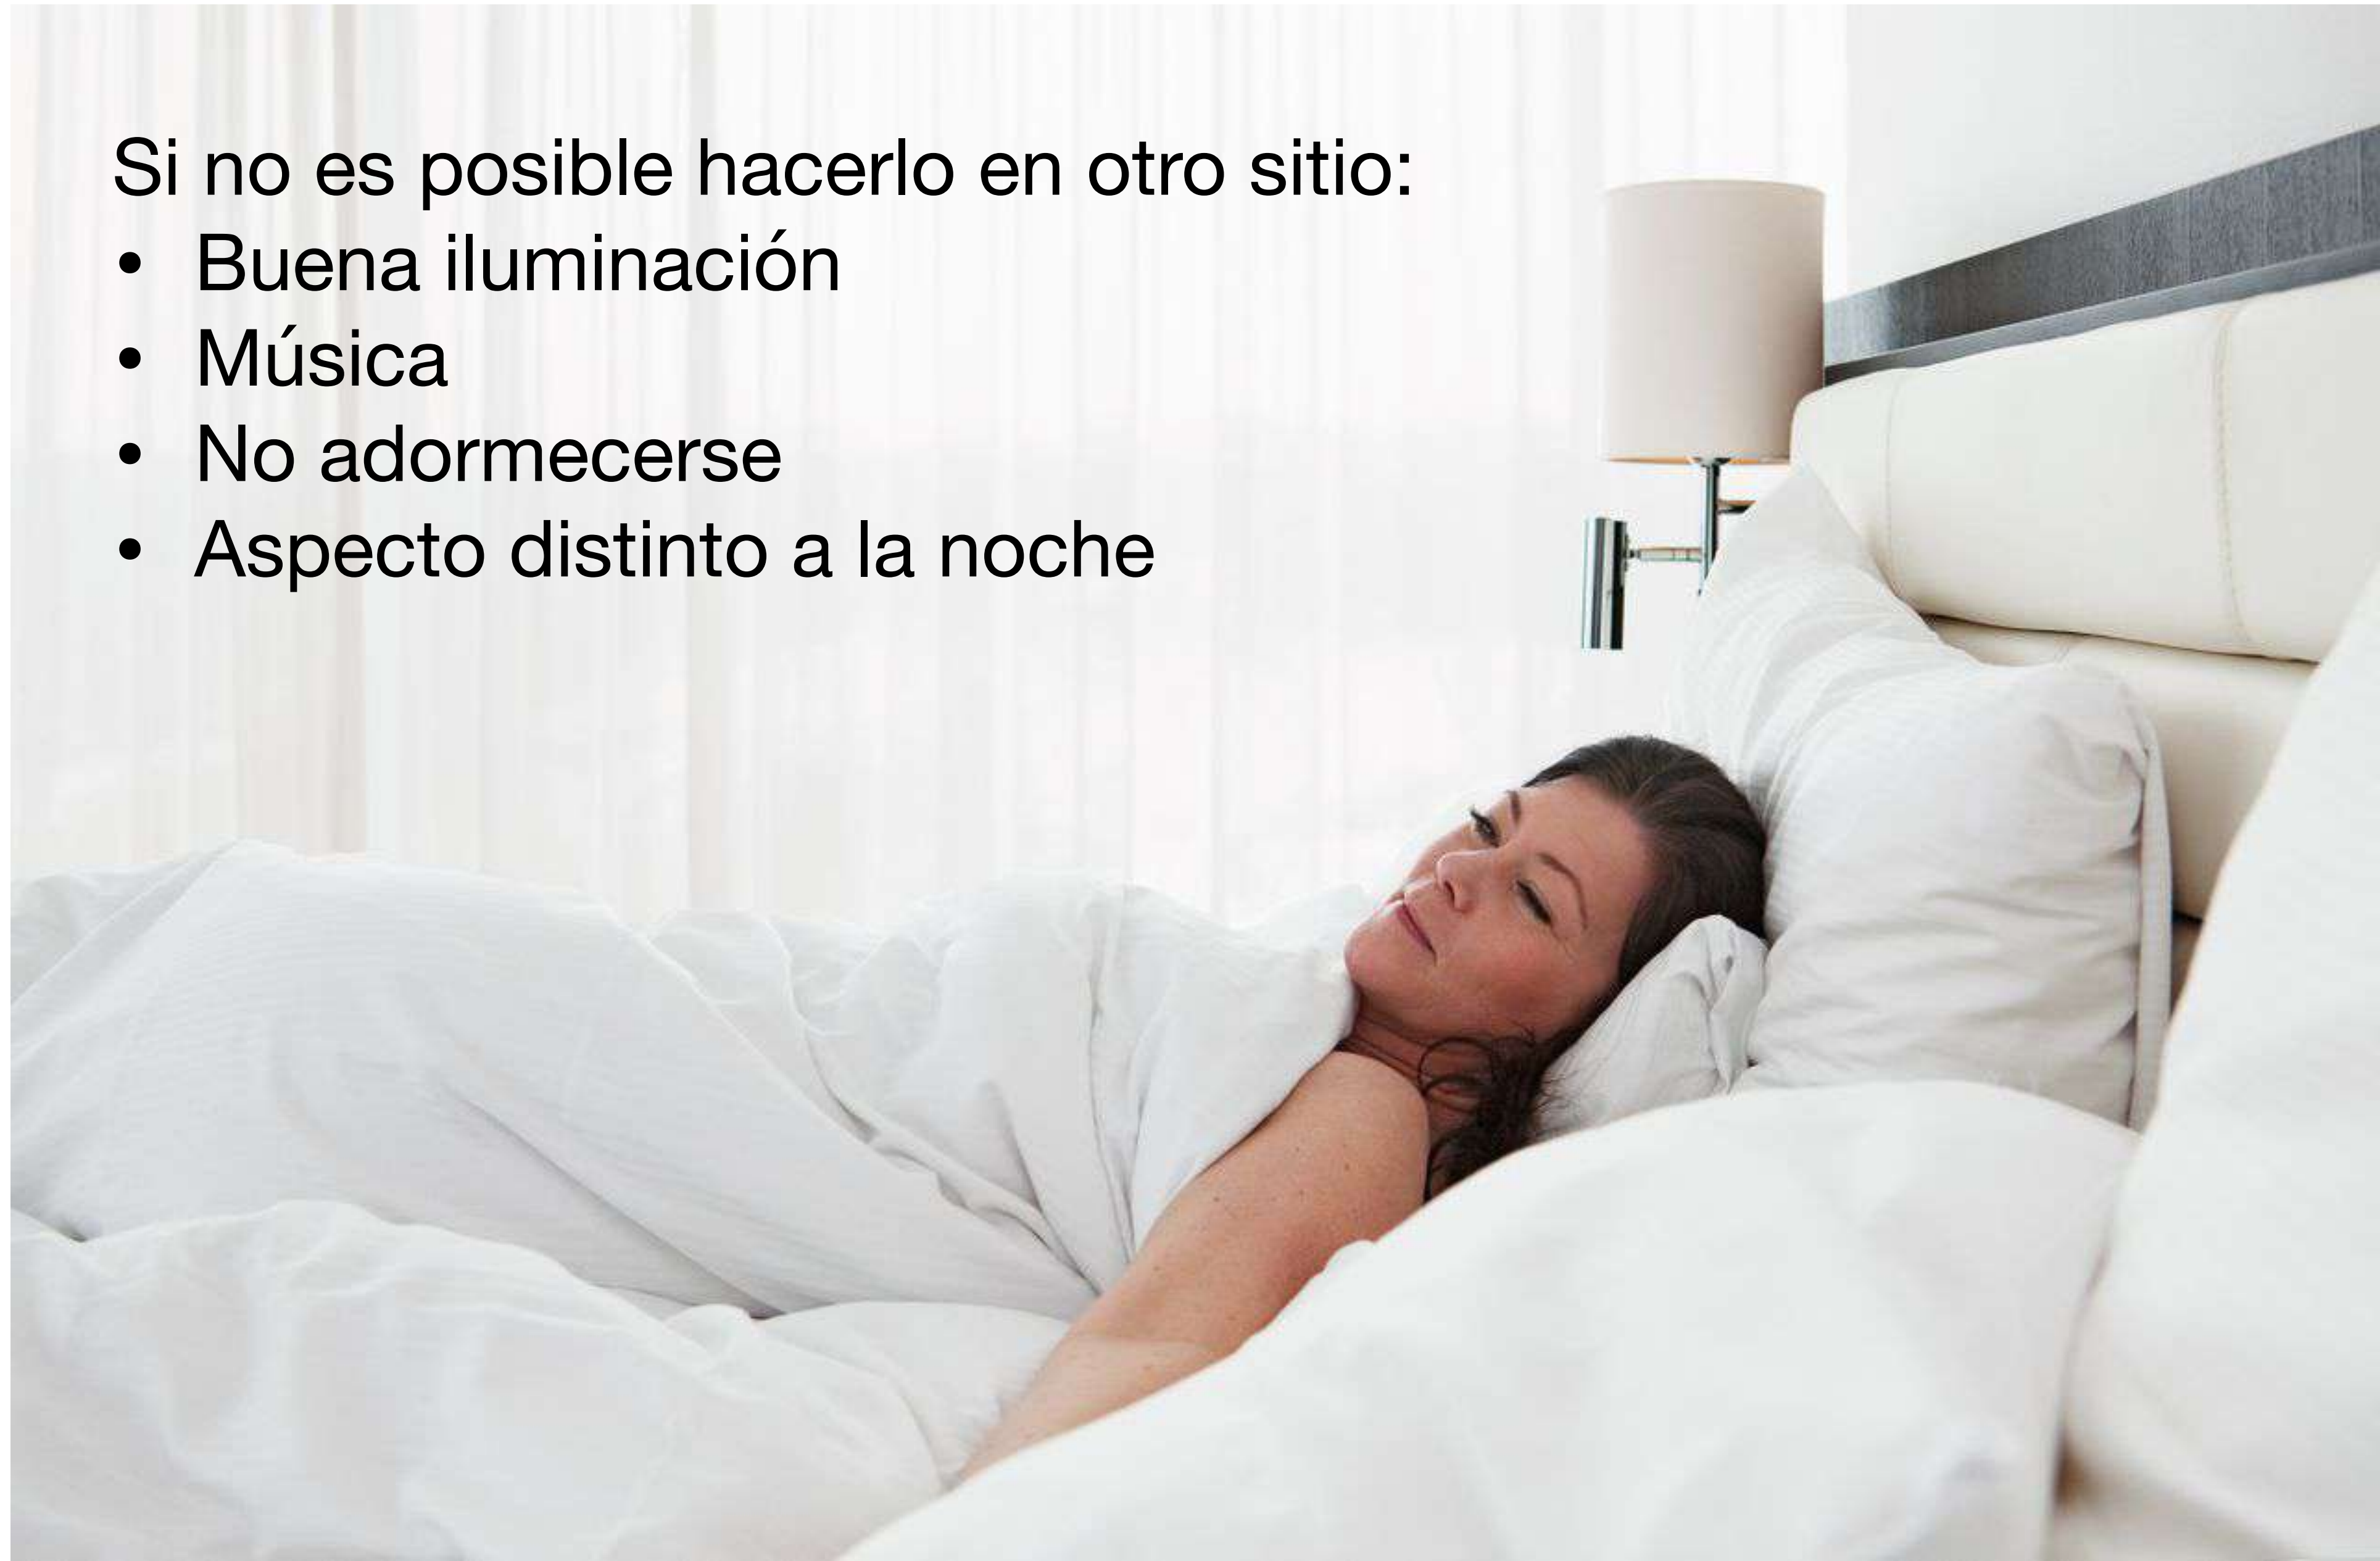 Si no es posible hacerlo en otro sitio:
• Buena iluminación
• Música
• No adormecerse
• Aspecto distinto a la noche